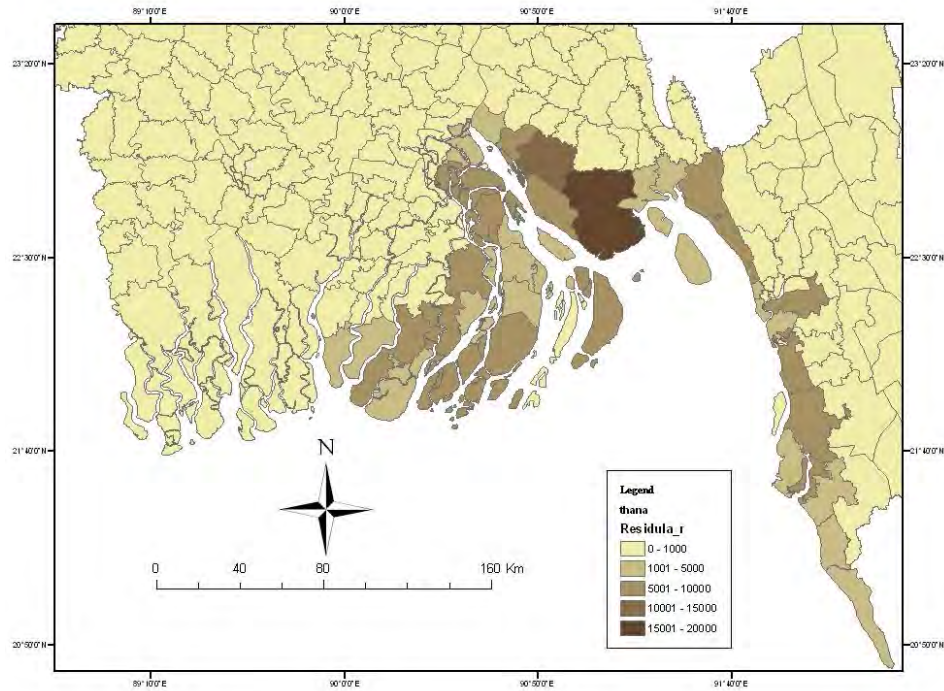 89°10'0"E 90°0'0"E 90°50'0"E 91°40'0"E
23°20'0"N 23°20'0"N
22°30'0"N 22°30'0"N
21°40'0"N 21°40'0"N
N
Legend
thana
Residula_r
0 - 1000
1001 - 5000
5001 - 10000
10001 - 15000
15001 - 20000
0 40 80 160 Km
20°50'0"N 20°50'0"N
89°10'0"E 90°0'0"E 90°50'0"E 91°40'0"E